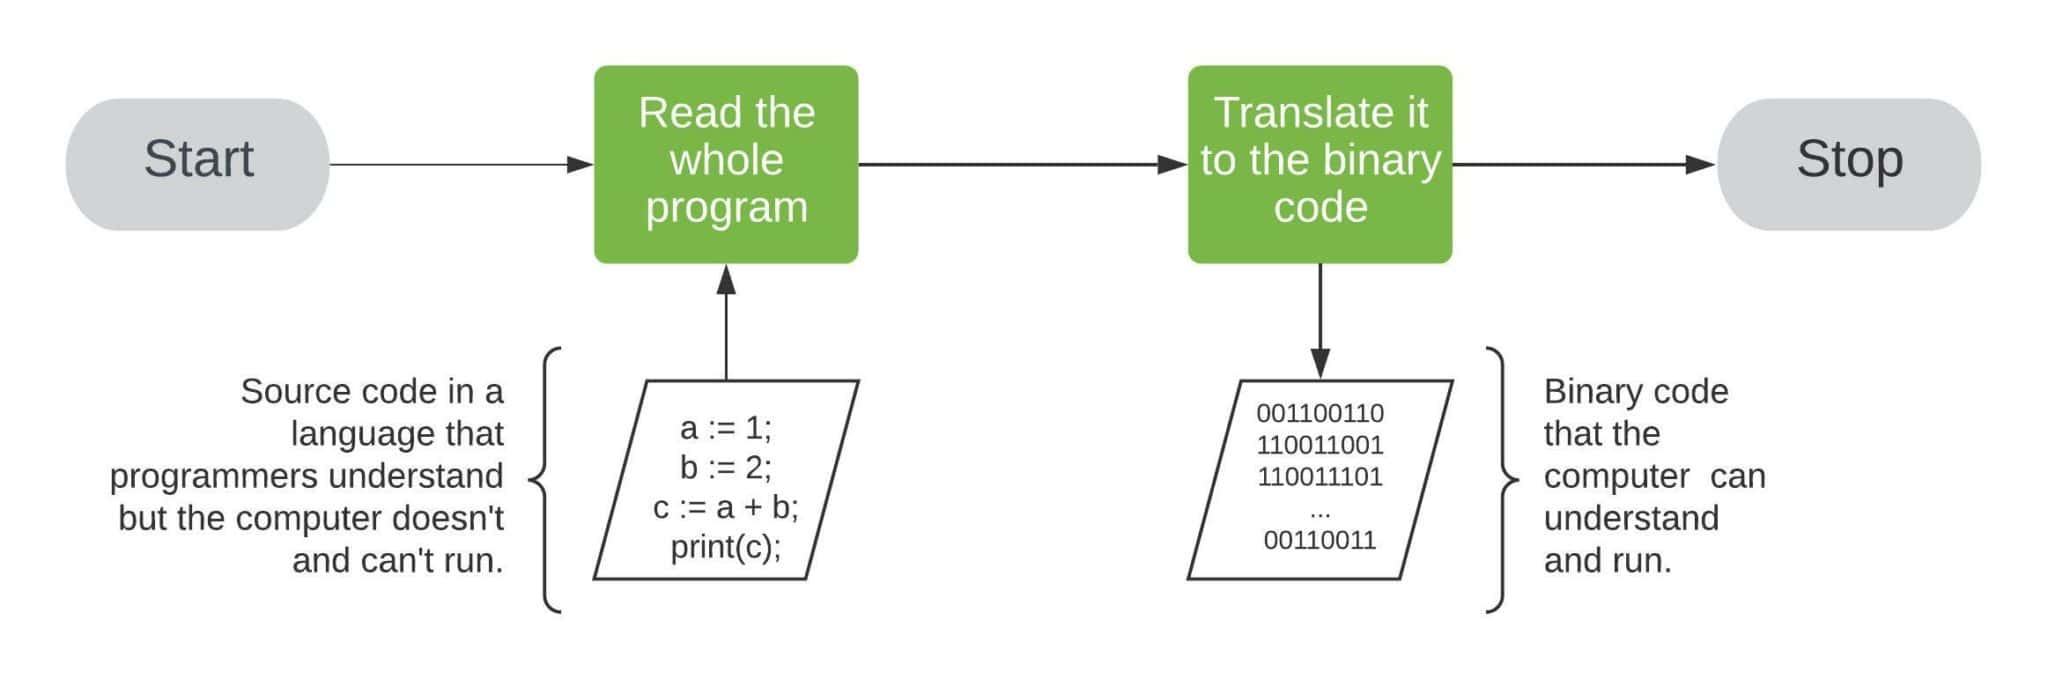 Start
Read the
whole
program
Translate it
to the binary
code
Stop
Source code in a
language that
programmers understand
but the computer doesn't
and can't run.
a := 1;
b := 2;
c := a + b;
print(c);
001100110
110011001
110011101
...
00110011
Binary code
that the
computer  can
understand
and run.